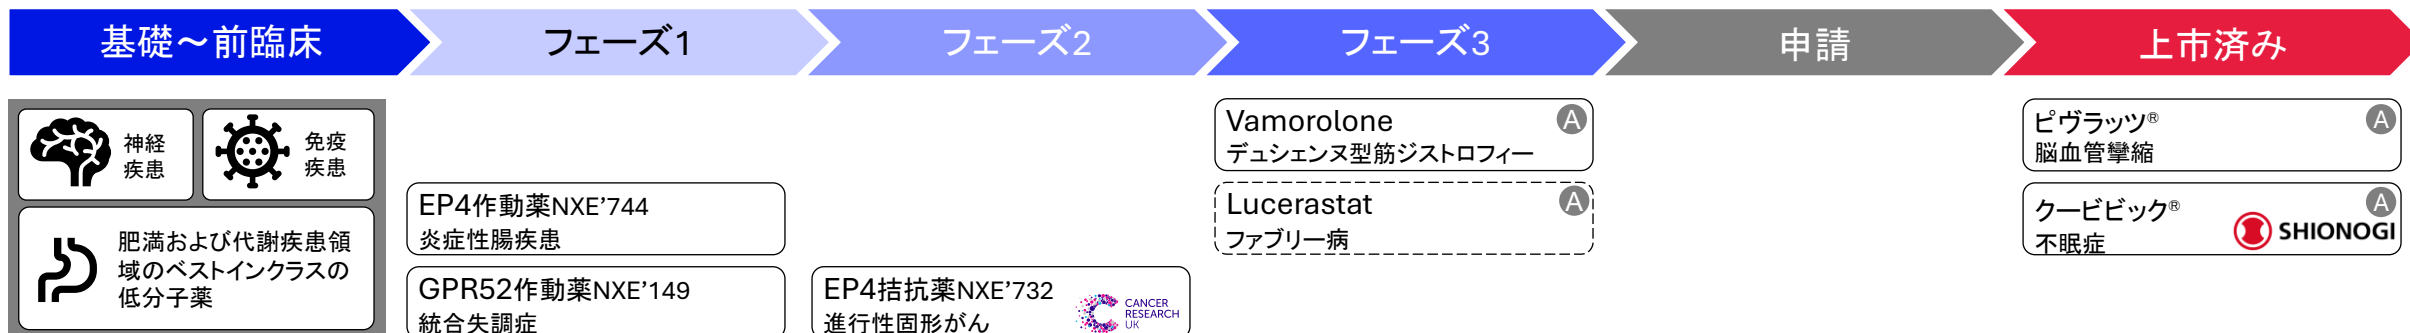 基礎～前臨床
フェーズ1
フェーズ2
フェーズ3
申請
上市済み
神経
疾患
免疫
疾患
肥満および代謝疾患領
域のベストインクラスの
低分子薬
EP4作動薬NXE’744
炎症性腸疾患
GPR52作動薬NXE’149
統合失調症
EP4拮抗薬NXE’732
進行性固形がん
CANCER
RESEARCH
UK
Vamorolone
A
デュシェンヌ型筋ジストロフィー
Lucerastat
A
ファブリー病
ピヴラッツ®
A
脳血管攣縮
クービビック®
A
不眠症
SHIONOGI